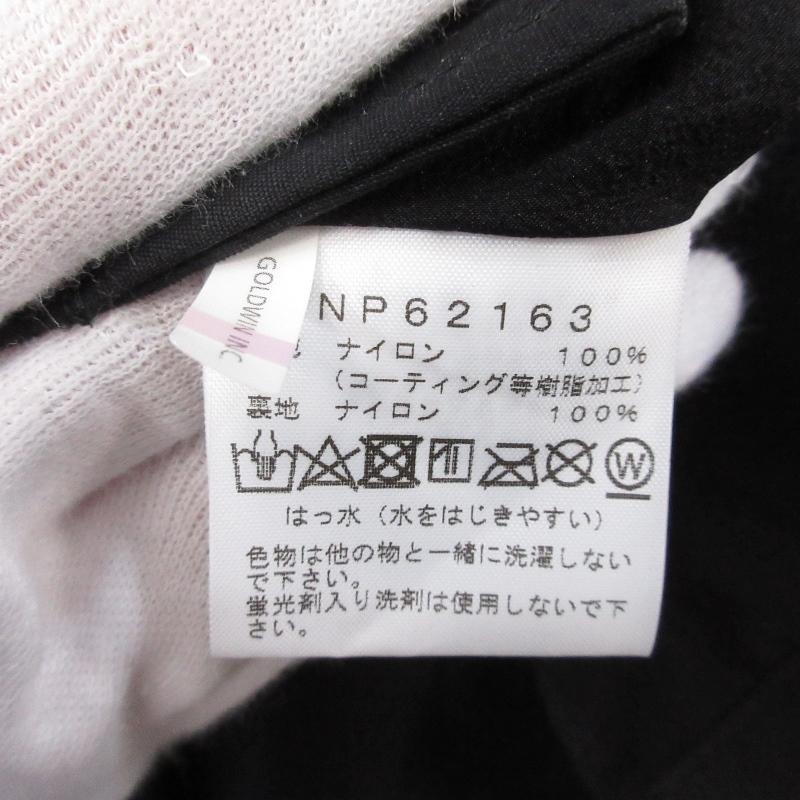 GOLDWIN INC
NP62163
地 ナイロン 100%
(コーティング等樹脂加工)
裏地 ナイロン 100%
W
はっ水(水をはじきやすい)
色物は他の物と一緒に洗濯しない
で下さい。
蛍光剤入り洗剤は使用しないで下
さい。